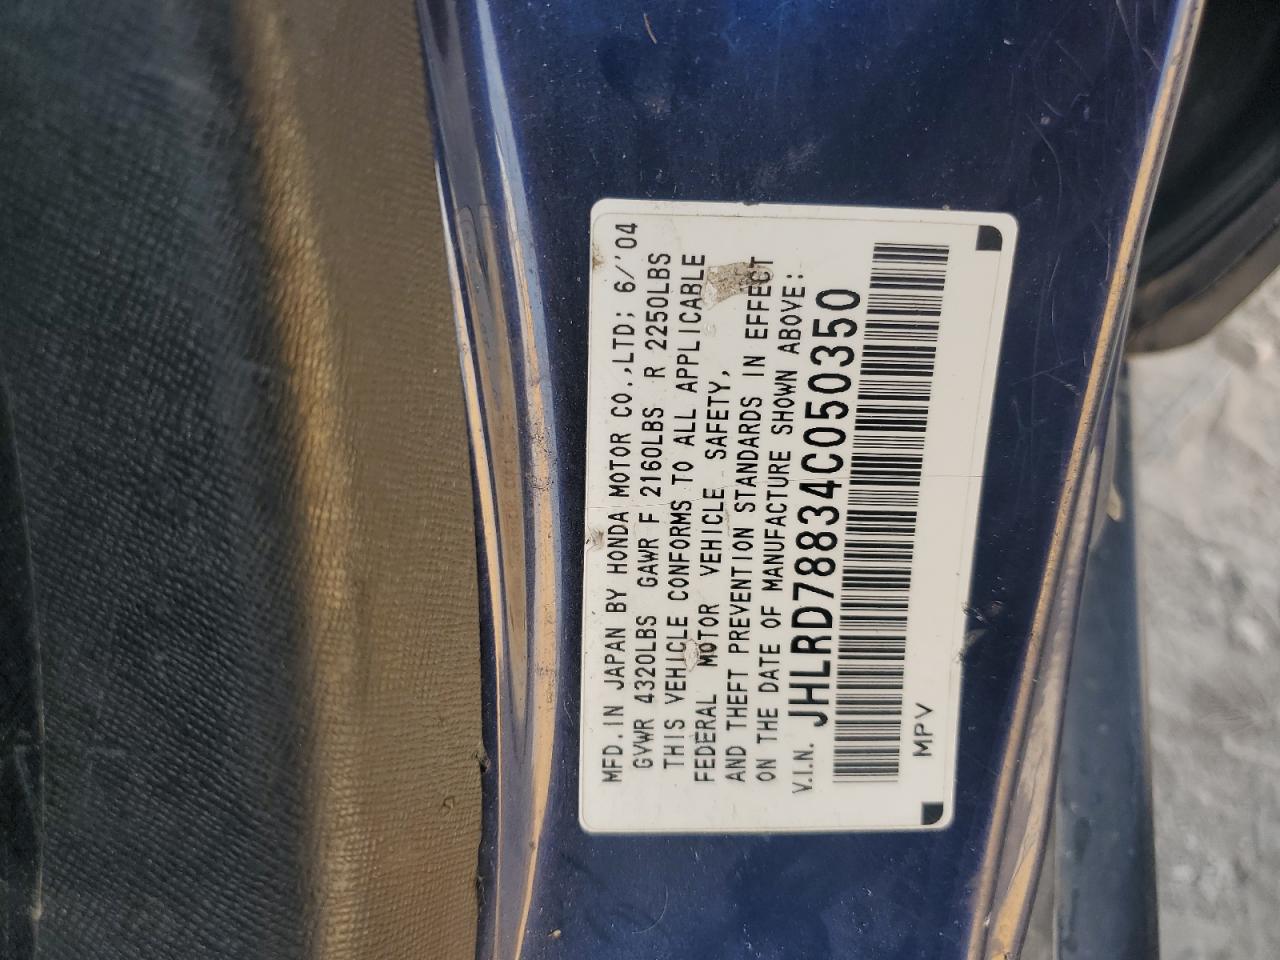 MFD. IN JAPAN BY HONDA MOTOR CO.,LTD; 6/'04
GVWR 4320LBS GAWR F 2160LBS R 2250LBS
THIS VEHICLE CONFORMS TO ALL APPLICABLE
FEDERAL MOTOR VEHICLE SAFETY,
AND THEFT PREVENTION STANDARDS IN EFFECT
ON THE DATE OF MANUFACTURE SHOWN ABOVE:
V.I.N. JHLRD78834C050350
MPV